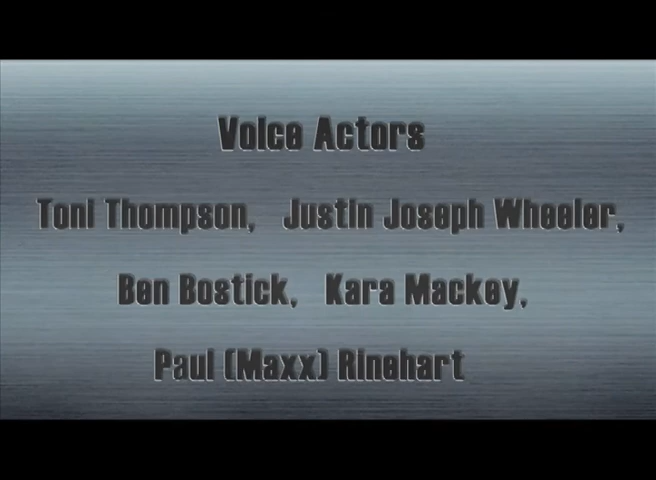 Voice Actors
Toni Thompson, Justin Joseph Wheeler,
Ben Bostick, Kara Mackey,
Paul (Maxx) Rinehart